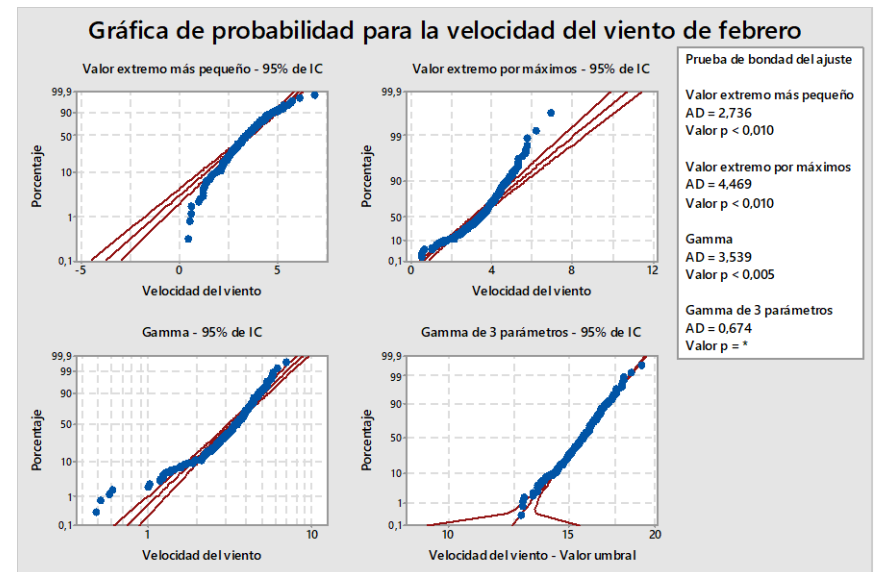 Gráfica de probabilidad para la velocidad del viento de febrero
Valor extremo más pequeño - 95% de IC
99,9
90
50
10
1
0,1
Porcentaje
-5
0
5
Velocidad del viento
Valor extremo por máximos - 95% de IC
99,9
99
90
50
10
0,1
Porcentaje
0
4
8
12
Velocidad del viento
Gamma - 95% de IC
99,9
99
90
50
10
1
0,1
Porcentaje
1
10
Velocidad del viento
Gamma de 3 parámetros - 95% de IC
99,9
99
90
50
10
1
0,1
Porcentaje
10
15
20
Velocidad del viento - Valor umbral
Prueba de bondad del ajuste
Valor extremo más pequeño
AD = 2,736
Valor p < 0,010
Valor extremo por máximos
AD = 4,469
Valor p < 0,010
Gamma
AD = 3,539
Valor p < 0,005
Gamma de 3 parámetros
AD = 0,674
Valor p = *